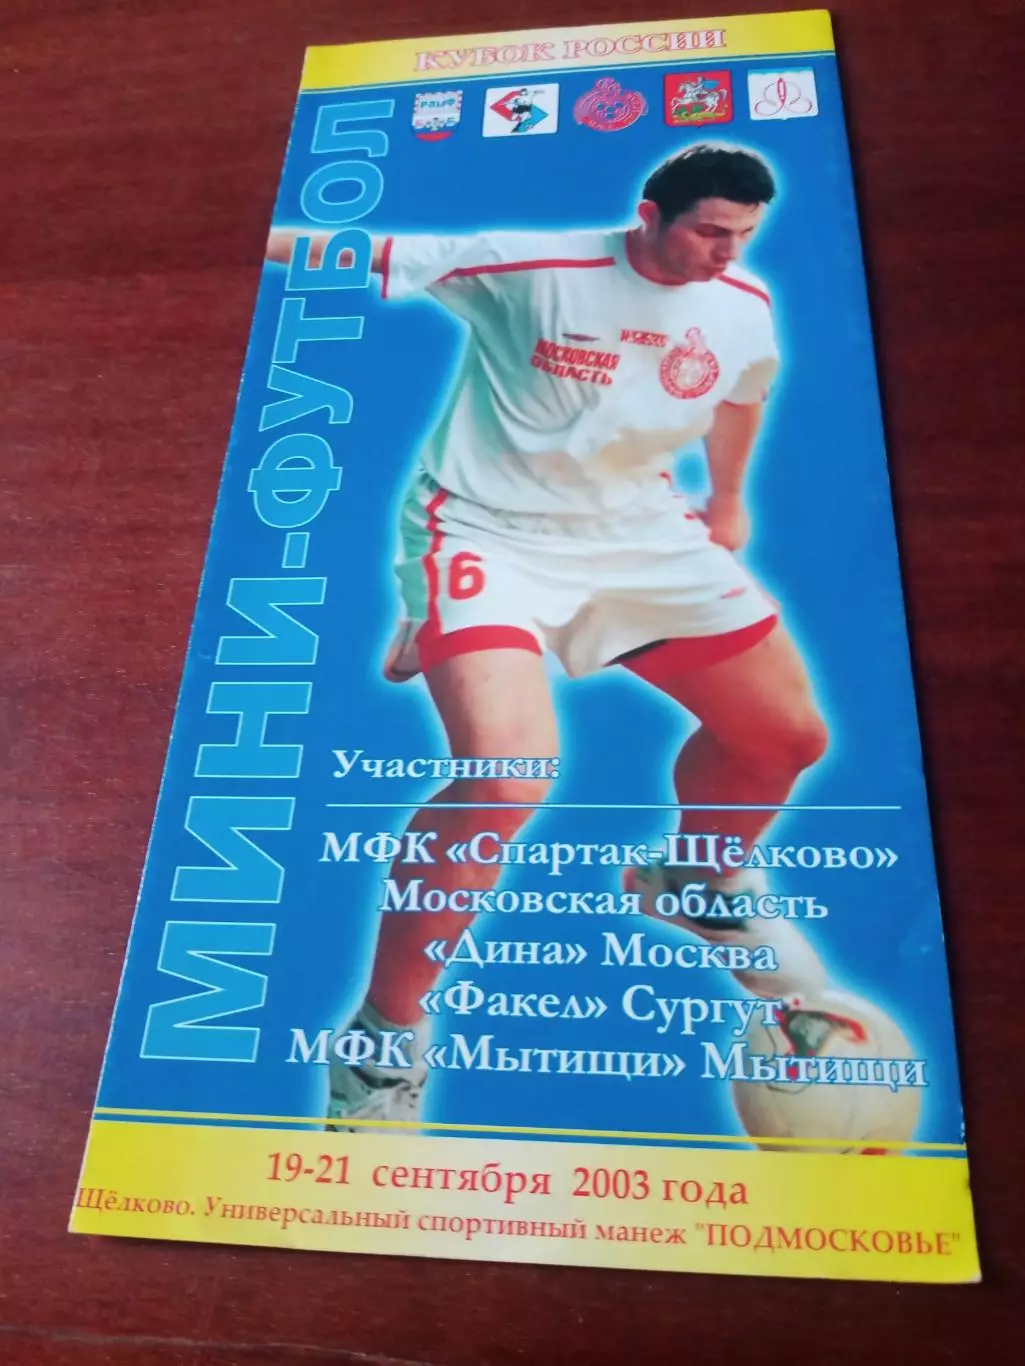 КУБОК РОССИИ
РАМФ
МИНИ-ФУТБОЛ
МОСКОВСКАЯ
ОБЛАСТЬ
6
Участники:
МФК «Спартак-Щёлково»
Московская область
«Дина» Москва
«Факел» Сургут
МФК «Мытищи» Мытищи
19-21 сентября 2003 года
Щёлково. Универсальный спортивный манеж "ПОДМОСКОВЬЕ"